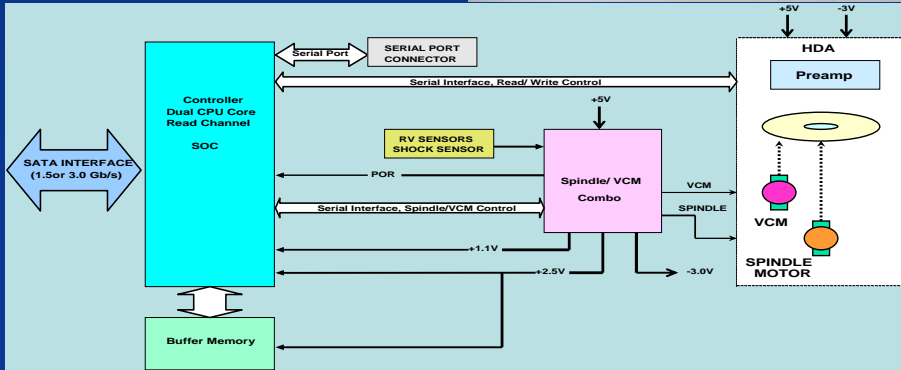 +5V
-3V
HDA
Preamp
Serial Port
SERIAL PORT
CONNECTOR
Serial Interface, Read/ Write Control
Controller
Dual CPU Core
Read Channel
SOC
+5V
RV SENSORS
SHOCK SENSOR
SATA INTERFACE
(1.5or 3.0 Gb/s)
POR
Spindle/ VCM
Combo
VCM
SPINDLE
Serial Interface, Spindle/VCM Control
VCM
+1.1V
+2.5V
-3.0V
SPINDLE
MOTOR
Buffer Memory